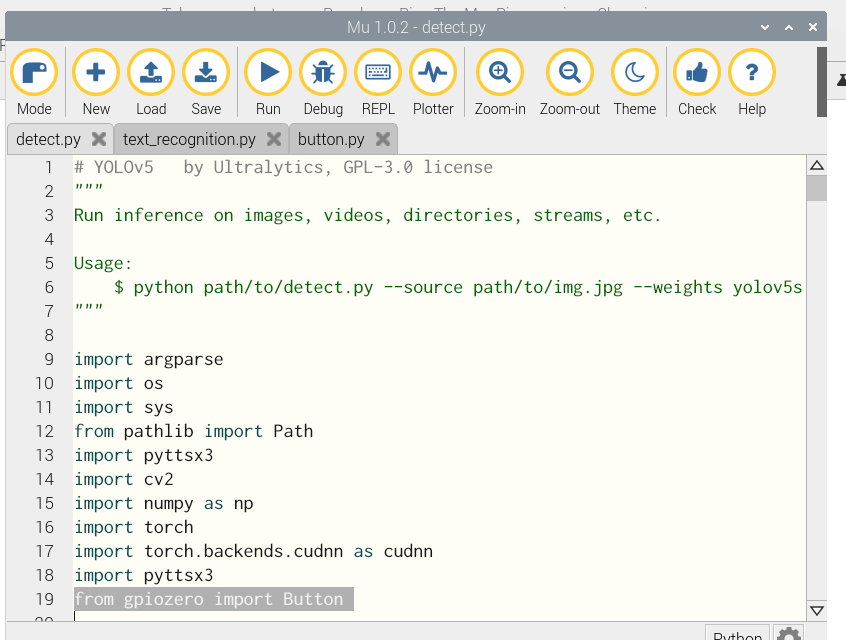 Mu 1.0.2 - detect.py
Mode New Load Save Run Debug REPL Plotter Zoom-in Zoom-out Theme Check Help
detect.py text_recognition.py button.py
1 # YOLOv5   by Ultralytics, GPL-3.0 license
2 """
3 Run inference on images, videos, directories, streams, etc.
4
5 Usage:
6     $ python path/to/detect.py --source path/to/img.jpg --weights yolov5s
7 """
8
9 import argparse
10 import os
11 import sys
12 from pathlib import Path
13 import pyttsx3
14 import cv2
15 import numpy as np
16 import torch
17 import torch.backends.cudnn as cudnn
18 import pyttsx3
19 from gpiozero import Button
20
Python